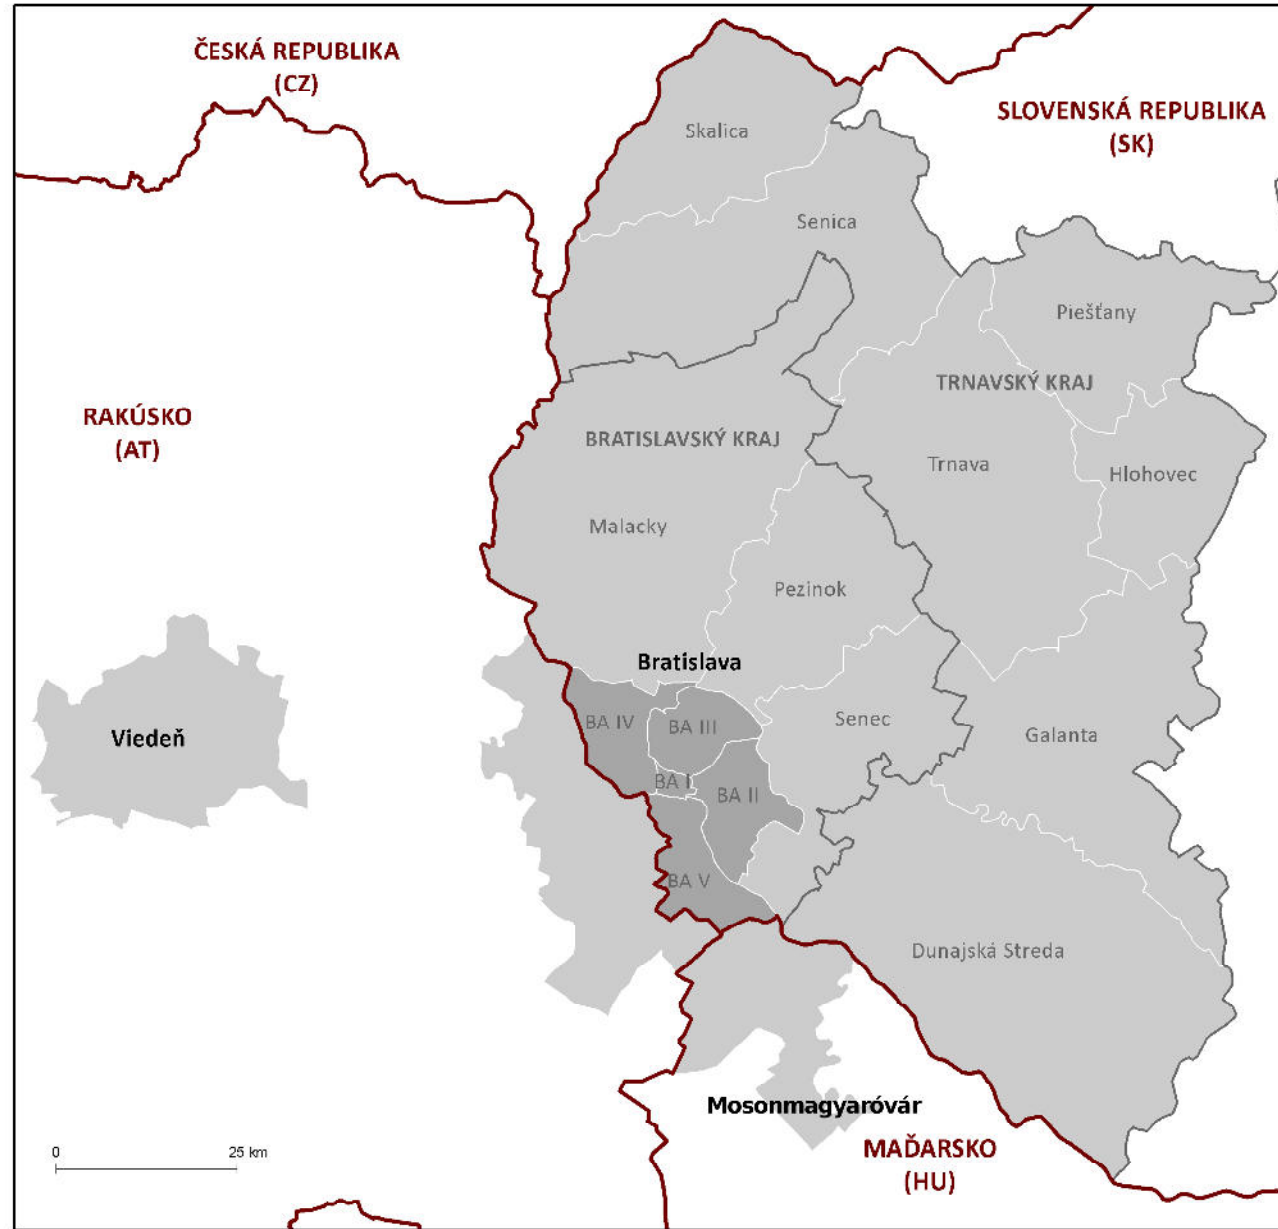 ČESKÁ REPUBLIKA
(CZ)
SLOVENSKÁ REPUBLIKA
(SK)
Skalica
Senica
Piešťany
TRNAVSKÝ KRAJ
RAKÚSKO
(AT)
BRATISLAVSKÝ KRAJ
Trnava
Hlohovec
Malacky
Pezinok
Bratislava
BA IV
BA III
Senec
Galanta
Viedeň
BA I
BA II
BA V
Dunajská Streda
Mosonmagyaróvár
MAĎARSKO
(HU)
0 25 km